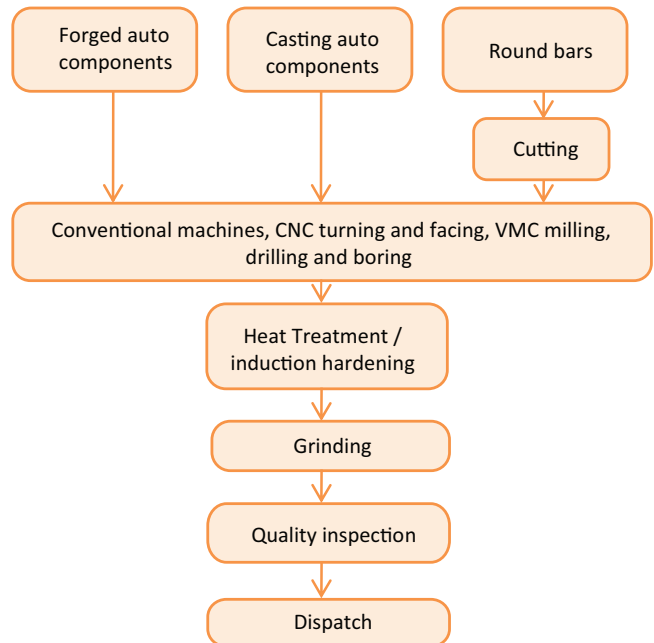 Forged auto
components
Casting auto
components
Round bars
Cutting
Conventional machines, CNC turning and facing, VMC milling,
drilling and boring
Heat Treatment /
induction hardening
Grinding
Quality inspection
Dispatch